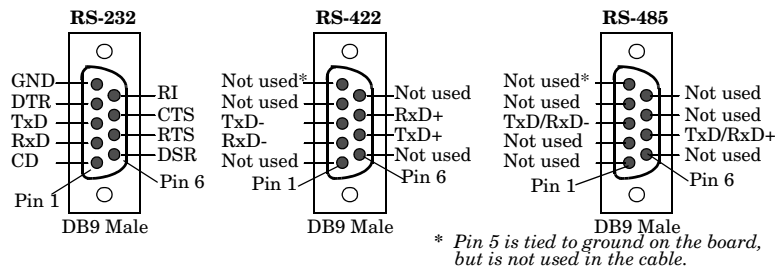 RS-232
GND
DTR
TxD
RxD
CD
RI
CTS
RTS
DSR
Pin 1
Pin 6
DB9 Male
RS-422
Not used*
Not used
TxD-
RxD-
Not used
Not used
RxD+
TxD+
Not used
Pin 1
Pin 6
DB9 Male
RS-485
Not used*
Not used
TxD/RxD-
Not used
Not used
Not used
Not used
TxD/RxD+
Not used
Pin 1
Pin 6
DB9 Male
* Pin 5 is tied to ground on the board,
but is not used in the cable.